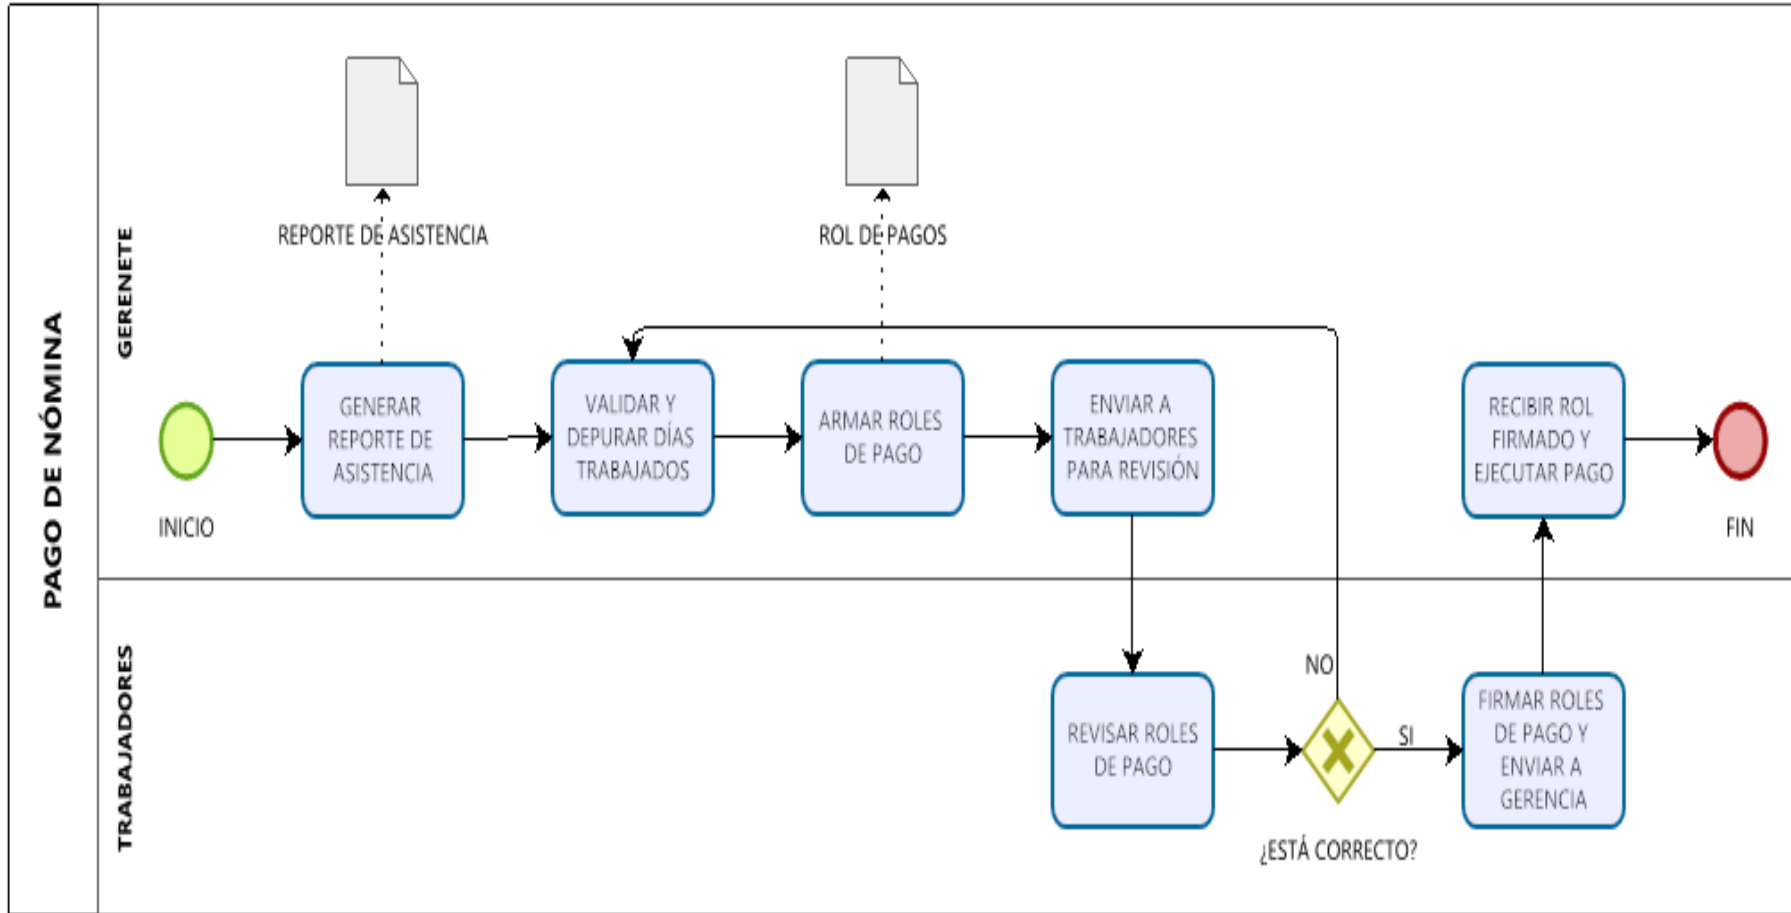 PAGO DE NÓMINA
GERENETE
REPORTE DE ASISTENCIA
ROL DE PAGOS
INICIO
GENERAR
REPORTE DE
ASISTENCIA
VALIDAR Y
DEPURAR DÍAS
TRABAJADOS
ARMAR ROLES
DE PAGO
ENVIAR A
TRABAJADORES
PARA REVISIÓN
RECIBIR ROL
FIRMADO Y
EJECUTAR PAGO
FIN
TRABAJADORES
REVISAR ROLES
DE PAGO
NO
SI
¿ESTÁ CORRECTO?
FIRMAR ROLES
DE PAGO Y
ENVIAR A
GERENCIA